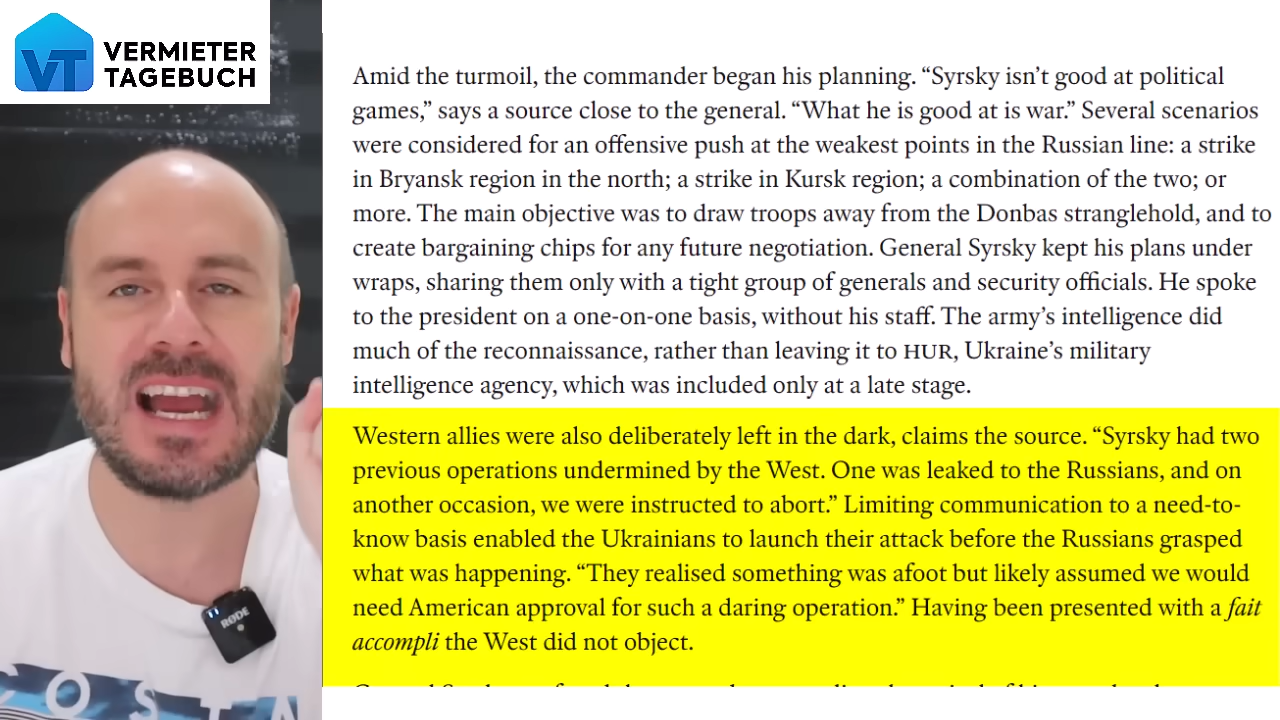 VT VERMIETER
TAGEBUCH
Amid the turmoil, the commander began his planning. “Syrsky isn’t good at political
games,” says a source close to the general. “What he is good at is war.” Several scenarios
were considered for an offensive push at the weakest points in the Russian line: a strike
in Bryansk region in the north; a strike in Kursk region; a combination of the two; or
more. The main objective was to draw troops away from the Donbas stranglehold, and to
create bargaining chips for any future negotiation. General Syrsky kept his plans under
wraps, sharing them only with a tight group of generals and security officials. He spoke
to the president on a one-on-one basis, without his staff. The army’s intelligence did
much of the reconnaissance, rather than leaving it to HUR, Ukraine’s military
intelligence agency, which was included only at a late stage.
Western allies were also deliberately left in the dark, claims the source. “Syrsky had two
previous operations undermined by the West. One was leaked to the Russians, and on
another occasion, we were instructed to abort.” Limiting communication to a need-to-
know basis enabled the Ukrainians to launch their attack before the Russians grasped
what was happening. “They realised something was afoot but likely assumed we would
need American approval for such a daring operation.” Having been presented with a fait
accompli the West did not object.
RØDE
COSTA